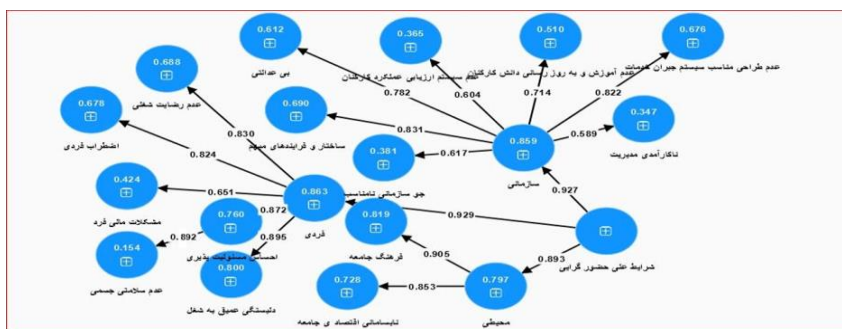 0.612
بی عدالتی
0.365
عدم سیستم ارزیابی عملکرد کارکنان
0.510
عدم آموزش و به روز رسانی دانش کارکنان
0.676
عدم طراحی مناسب سیستم جبران خدمات
0.688
عدم رضایت شغلی
0.782
0.604
0.714
0.822
0.678
اضطراب فردی
0.690
ساختار و فرایندهای مبهم
0.347
ناکارآمدی مدیریت
0.830
0.831
0.589
0.859
سازمانی
0.824
0.381
جو سازمانی نامناسب
0.617
0.424
مشکلات مالی فرد
0.651
0.863
فردی
0.927
0.929
0.760
احساس مسئولیت پذیری
0.872
0.819
فرهنگ جامعه
شرایط علی حضور گرایی
0.892
0.895
0.905
0.893
0.154
عدم سلامتی جسمی
0.800
دلبستگی عمیق به شغل
0.728
نابسامانی اقتصاد ی جامعه
0.853
0.797
محیطی